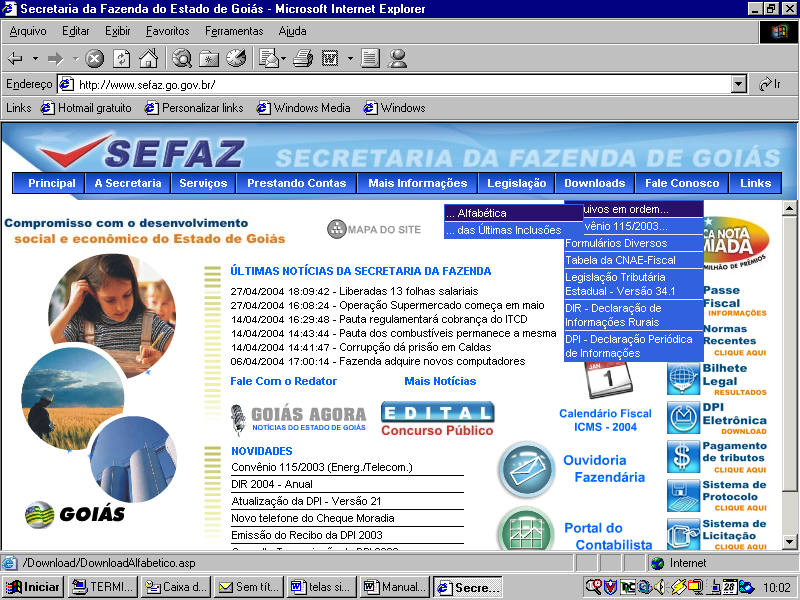 Secretaria da Fazenda do Estado de Goiás - Microsoft Internet Explorer
Arquivo Editar Exibir Favoritos Ferramentas Ajuda
Endereço http://www.sefaz.go.gov.br/ Ir
Links Hotmail gratuito Personalizar links Windows Media Windows
SEFAZ SECRETARIA DA FAZENDA DE GOIÁS
Principal A Secretaria Serviços Prestando Contas Mais Informações Legislação Downloads Fale Conosco Links
Compromisso com o desenvolvimento
social e econômico do Estado de Goiás
MAPA DO SITE
... Alfabética
... das Últimas Inclusões
uivos em ordem...
vênio 115/2003...
Formulários Diversos
Tabela da CNAE-Fiscal
Legislação Tributária
Estadual - Versão 34.1
DIR - Declaração de
Informações Rurais
DPI - Declaração Periódica
de Informações
A NOTA
MIADA
MILHÃO DE PRÊMIOS
ÚLTIMAS NOTÍCIAS DA SECRETARIA DA FAZENDA
27/04/2004 18:09:42 - Liberadas 13 folhas salariais
27/04/2004 16:08:24 - Operação Supermercado começa em maio
14/04/2004 16:29:48 - Pauta regulamentará cobrança do ITCD
14/04/2004 14:43:44 - Pauta dos combustíveis permanece a mesma
14/04/2004 14:41:47 - Corrupção dá prisão em Caldas
06/04/2004 17:00:14 - Fazenda adquire novos computadores
Fale Com o Redator Mais Notícias
GOIÁS AGORA
NOTÍCIAS DO ESTADO DE GOIÁS
EDITAL
Concurso Público
NOVIDADES
Convênio 115/2003 (Energ./Telecom.)
DIR 2004 - Anual
Atualização da DPI - Versão 21
Novo telefone do Cheque Moradia
Emissão do Recibo da DPI 2003
GOIÁS
1
Calendário Fiscal
ICMS - 2004
Ouvidoria
Fazendária
Portal do
Contabilista
Passe
Fiscal
INFORMAÇÕES
Normas
Recentes
CLIQUE AQUI
Bilhete
Legal
RESULTADOS
DPI
Eletrônica
DOWNLOAD
Pagamento
de tributos
CLIQUE AQUI
Sistema de
Protocolo
CLIQUE AQUI
Sistema de
Licitação
CLIQUE AQUI
/Download/DownloadAlfabetico.asp Internet
Iniciar TERMI... Caixa d... Sem tít... telas si... Manual... Secre... 28 10:02